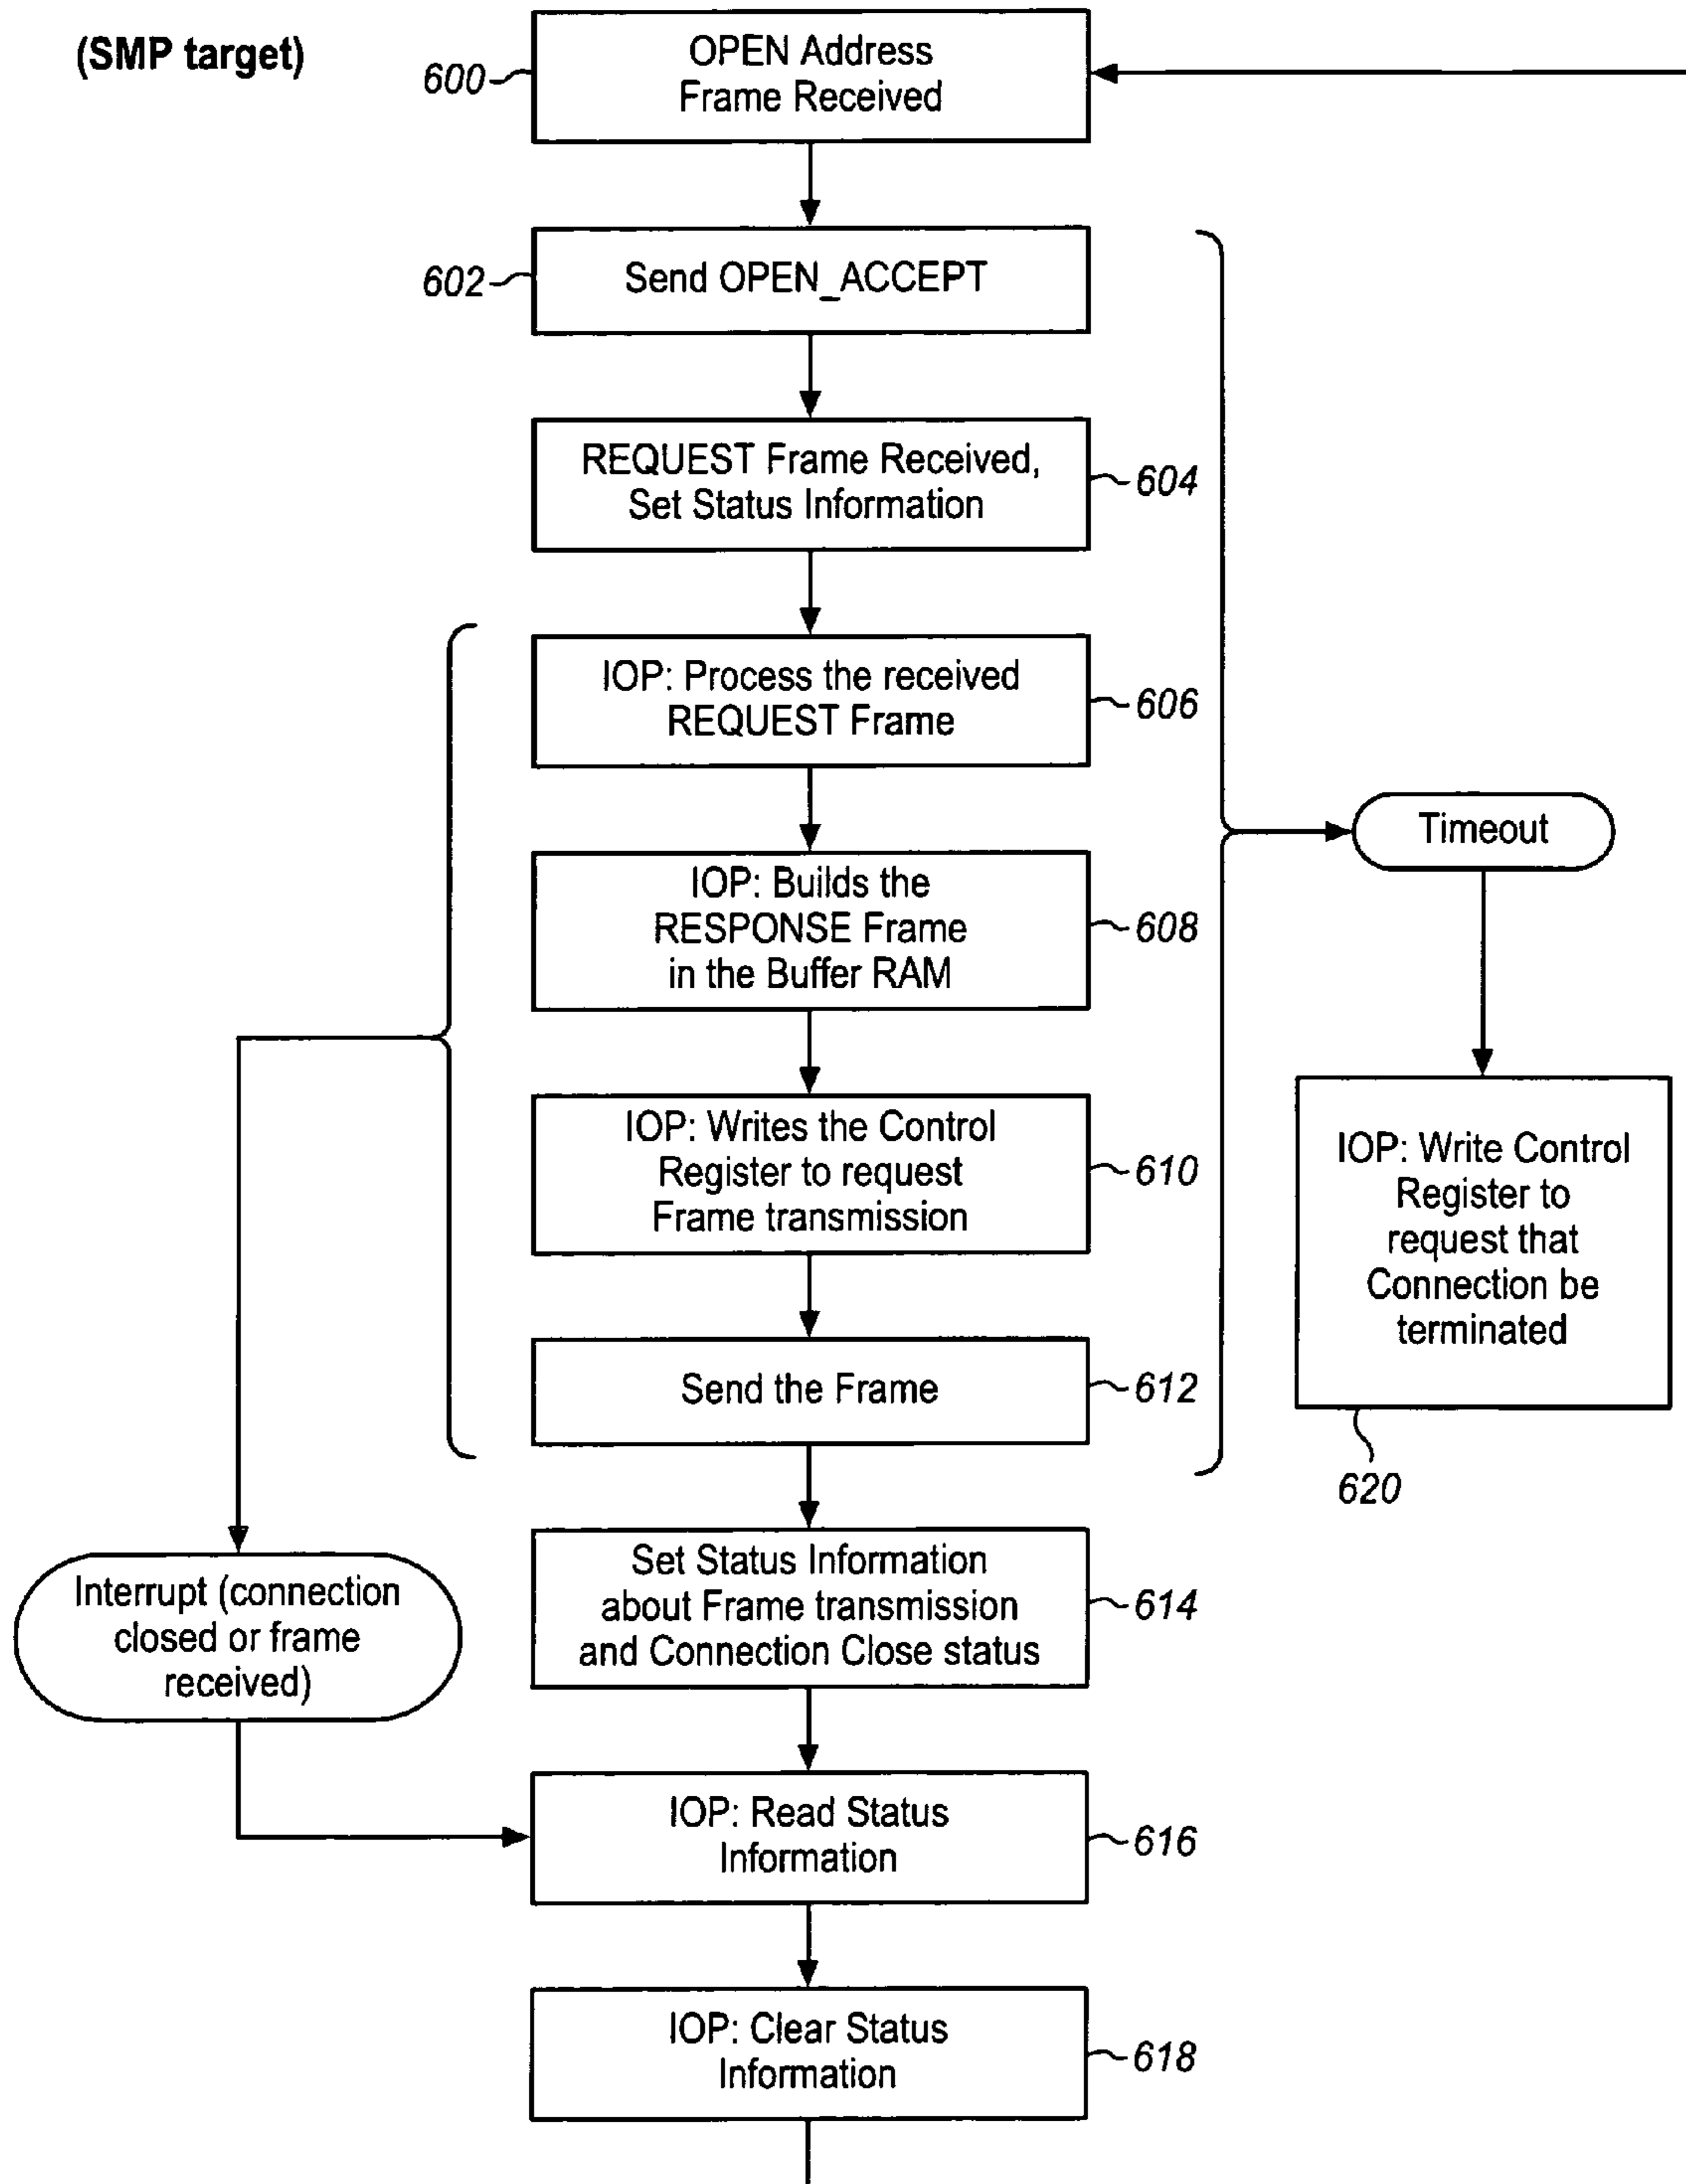 (SMP target)
600
OPEN Address
Frame Received
602
Send OPEN_ACCEPT
REQUEST Frame Received,
Set Status Information
604
IOP: Process the received
REQUEST Frame
606
IOP: Builds the
RESPONSE Frame
in the Buffer RAM
608
IOP: Writes the Control
Register to request
Frame transmission
610
Send the Frame
612
Timeout
IOP: Write Control
Register to
request that
Connection be
terminated
620
Set Status Information
about Frame transmission
and Connection Close status
614
Interrupt (connection
closed or frame
received)
IOP: Read Status
Information
616
IOP: Clear Status
Information
618